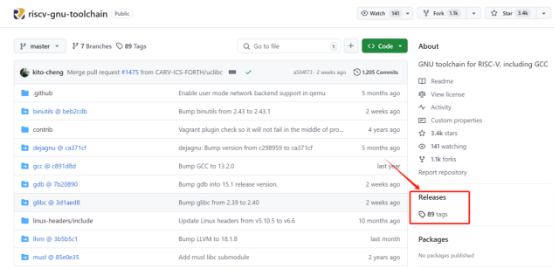 riscv-gnu-toolchain Public
Watch 141 Fork 1.1k Star 3.4k
master 7 Branches 89 Tags Go to file t + Code
kito-cheng Merge pull request #1475 from CARV-ICS-FORTH/uclibc 2 weeks ago 1,205 Commits
.github Enable user mode network backend support in qemu 5 months ago
binutils @ beb2cdb Bump binutils from 2.43 to 2.43.1 2 weeks ago
contrib Vagrant plugin check so it will not fail in the middle of pro... 4 years ago
dejagnu @ ca371cf dejagnu: Bump version from c298959 to ca371cf 5 months ago
gcc @ c891d8d Bump GCC to 13.2.0 last year
gdb @ 7b20890 Bump gdb into 15.1 release version. 2 weeks ago
glibc @ 3d1aed8 Bump glibc from 2.39 to 2.40 2 weeks ago
linux-headers/include Update Linux headers from v5.10.5 to v6.6 10 months ago
llvm @ 3b5b5c1 Bump LLVM to 18.1.8 last month
musl @ 85e0e35 Add musl libc submodule 2 years ago
About
GNU toolchain for RISC-V, including GCC
Readme
View license
Activity
Custom properties
3.4k stars
141 watching
1.1k forks
Report repository
Releases
89 tags
Packages
No packages published